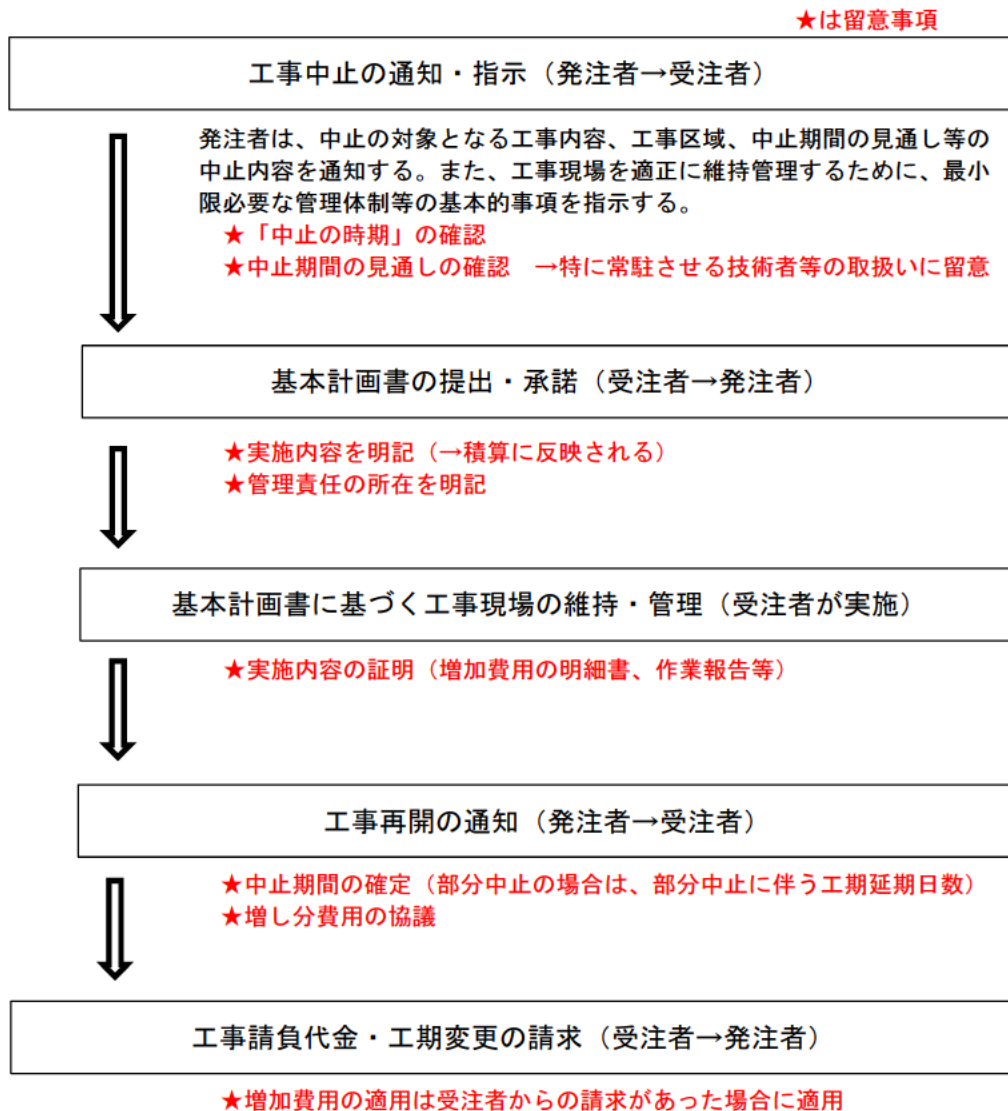 ★は留意事項
工事中止の通知・指示（発注者→受注者）
発注者は、中止の対象となる工事内容、工事区域、中止期間の見通し等の
中止内容を通知する。また、工事現場を適正に維持管理するために、最小
限必要な管理体制等の基本的事項を指示する。
★「中止の時期」の確認
★中止期間の見通しの確認　→特に常駐させる技術者等の取扱いに留意
基本計画書の提出・承諾（受注者→発注者）
★実施内容を明記（→積算に反映される）
★管理責任の所在を明記
基本計画書に基づく工事現場の維持・管理（受注者が実施）
★実施内容の証明（増加費用の明細書、作業報告等）
工事再開の通知（発注者→受注者）
★中止期間の確定（部分中止の場合は、部分中止に伴う工期延期日数）
★増し分費用の協議
工事請負代金・工期変更の請求（受注者→発注者）
★増加費用の適用は受注者からの請求があった場合に適用